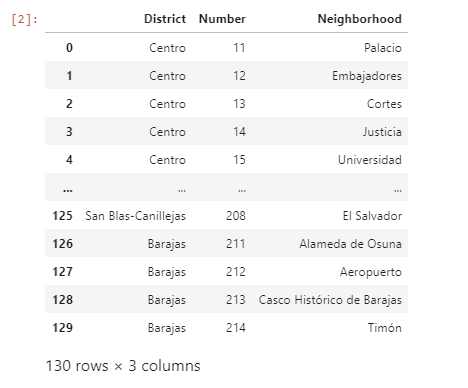 [2]: District Number Neighborhood
0 Centro 11 Palacio
1 Centro 12 Embajadores
2 Centro 13 Cortes
3 Centro 14 Justicia
4 Centro 15 Universidad
... ... ... ...
125 San Blas-Canillejas 208 El Salvador
126 Barajas 211 Alameda de Osuna
127 Barajas 212 Aeropuerto
128 Barajas 213 Casco Histórico de Barajas
129 Barajas 214 Timón
130 rows × 3 columns